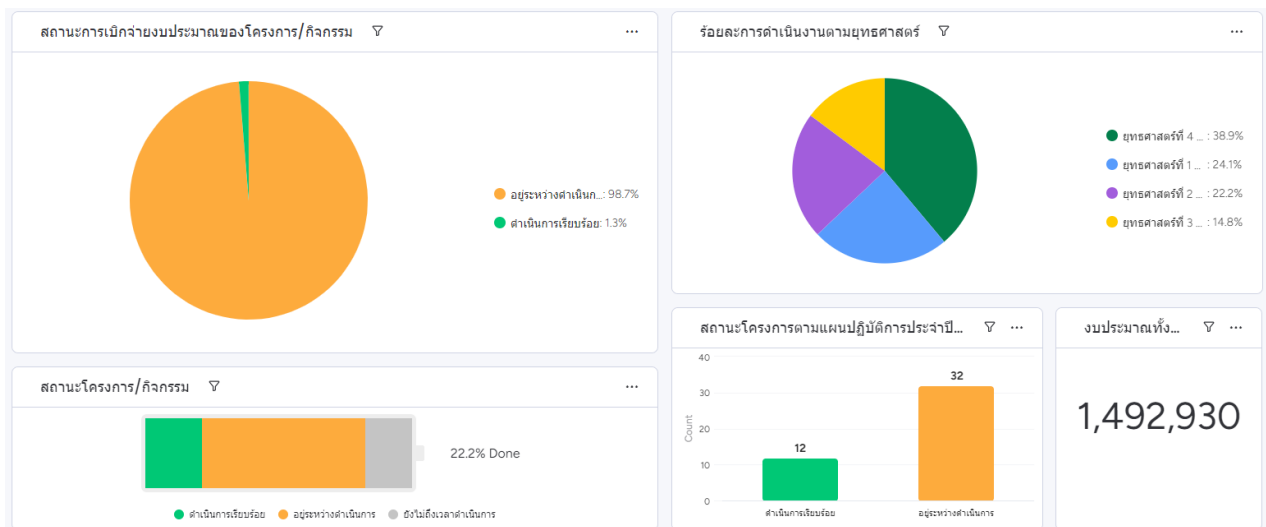 สถานะการเบิกจ่ายงบประมาณของโครงการ/กิจกรรม
อยู่ระหว่างดำเนินก...: 98.7%
ดำเนินการเรียบร้อย: 1.3%
ร้อยละการดำเนินงานตามยุทธศาสตร์
ยุทธศาสตร์ที่ 4 ... : 38.9%
ยุทธศาสตร์ที่ 1 ... : 24.1%
ยุทธศาสตร์ที่ 2 ... : 22.2%
ยุทธศาสตร์ที่ 3 ... : 14.8%
สถานะโครงการ/กิจกรรม
22.2% Done
ดำเนินการเรียบร้อย อยู่ระหว่างดำเนินการ ยังไม่ถึงเวลาดำเนินการ
สถานะโครงการตามแผนปฏิบัติการประจำปี...
Count
40
30
20
10
0
12
32
ดำเนินการเรียบร้อย
อยู่ระหว่างดำเนินการ
งบประมาณทั้ง...
1,492,930